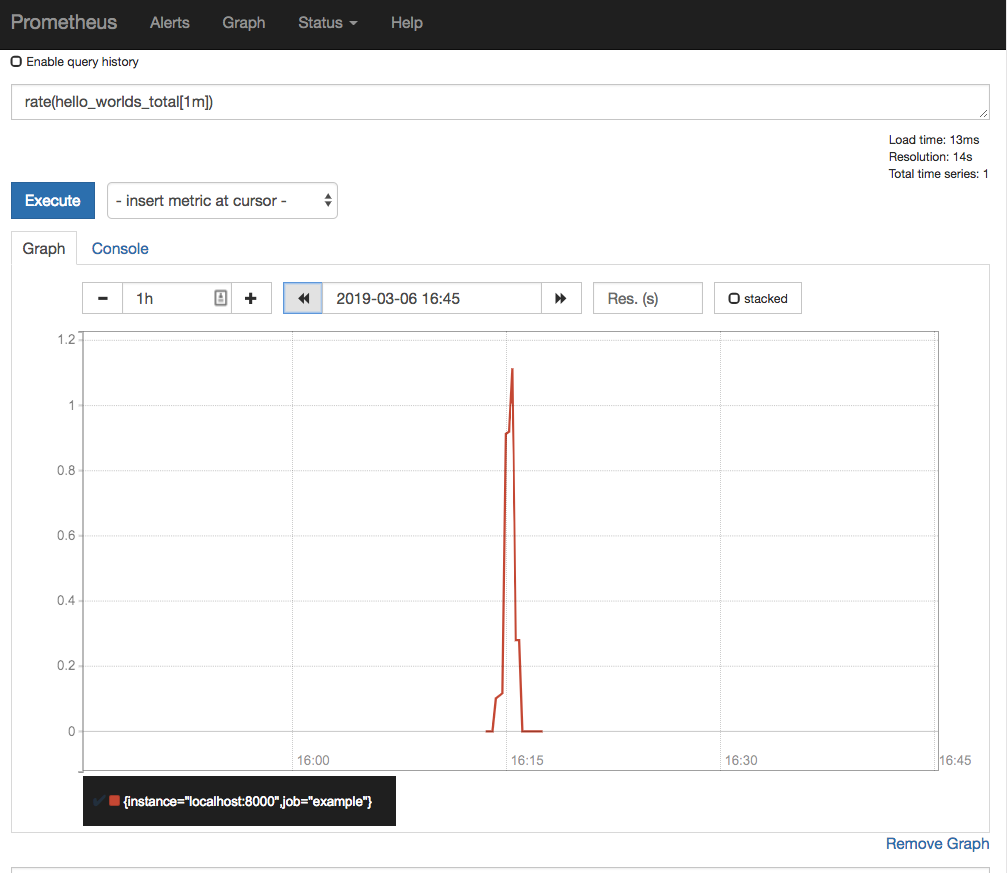 Prometheus Alerts Graph Status Help
Enable query history
rate(hello_worlds_total[1m])
Load time: 13ms
Resolution: 14s
Total time series: 1
Execute - insert metric at cursor -
Graph Console
1h 2019-03-06 16:45 Res. (s) stacked
1.2
1
0.8
0.6
0.4
0.2
0
16:00 16:15 16:30 16:45
{instance="localhost:8000",job="example"}
Remove Graph